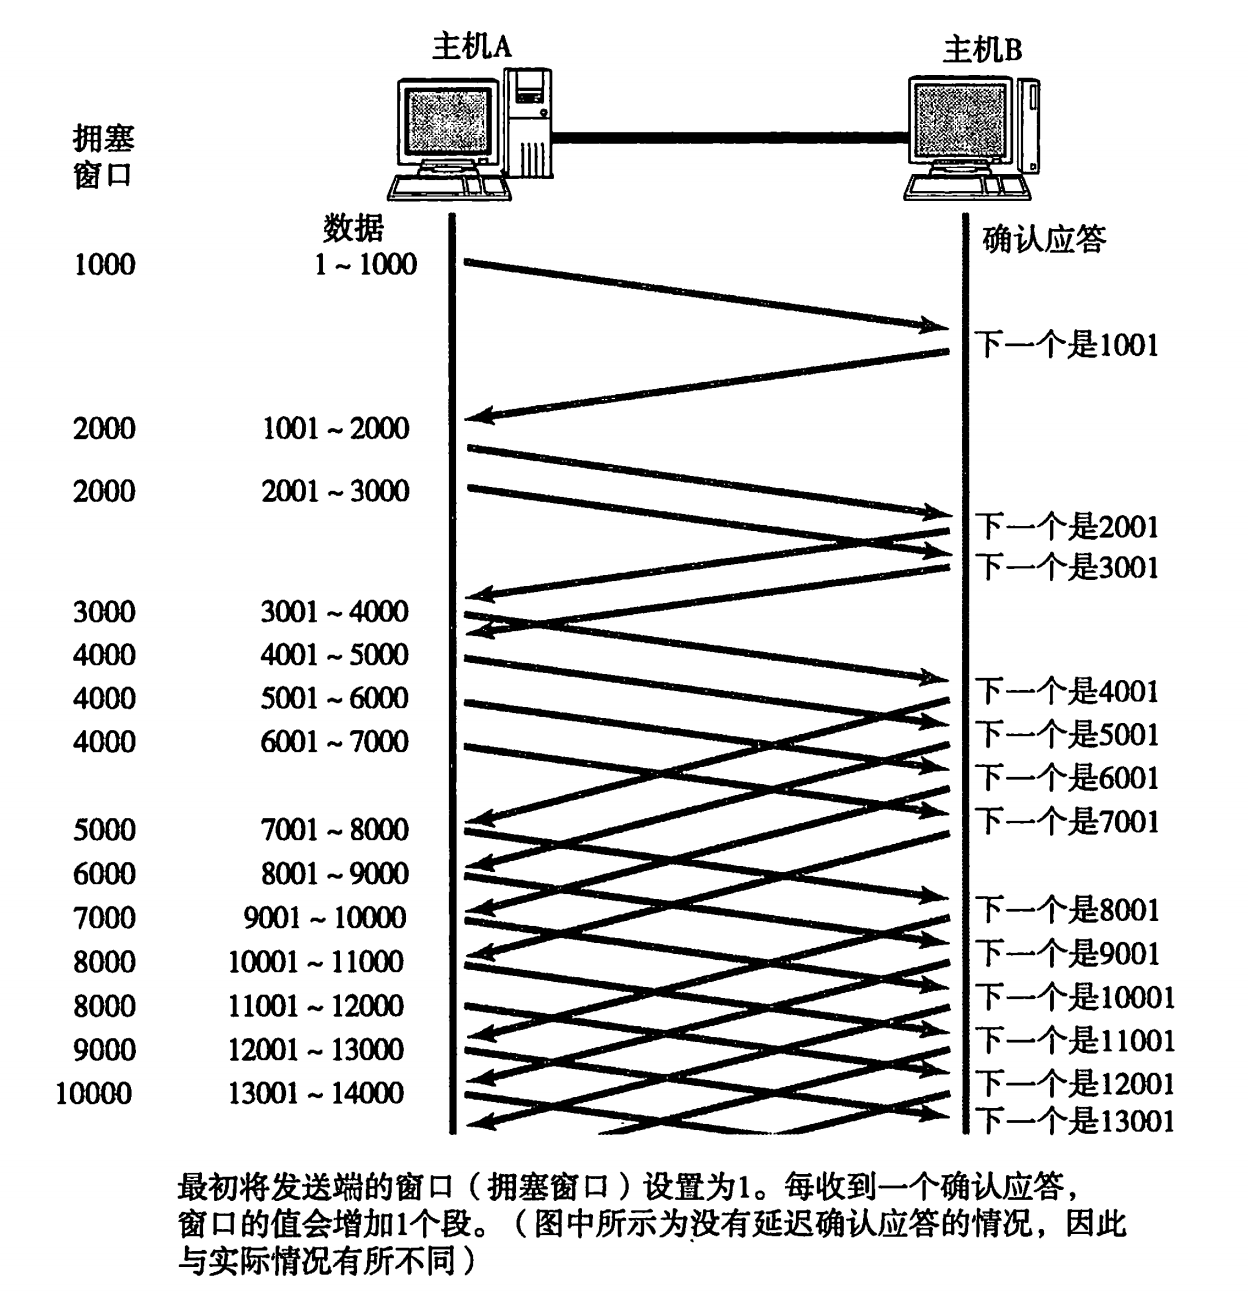 主机A
主机B
拥塞
窗口
数据
确认应答
1000 1~1000
下一个是1001
2000 1001~2000
2000 2001~3000
下一个是2001
下一个是3001
3000 3001~4000
4000 4001~5000
下一个是4001
4000 5001~6000
下一个是5001
4000 6001~7000
下一个是6001
下一个是7001
5000 7001~8000
6000 8001~9000
下一个是8001
7000 9001~10000
下一个是9001
8000 10001~11000
下一个是10001
8000 11001~12000
下一个是11001
9000 12001~13000
下一个是12001
10000 13001~14000
下一个是13001
最初将发送端的窗口（拥塞窗口）设置为1。每收到一个确认应答，
窗口的值会增加1个段。（图中所示为没有延迟确认应答的情况，因此
与实际情况有所不同）